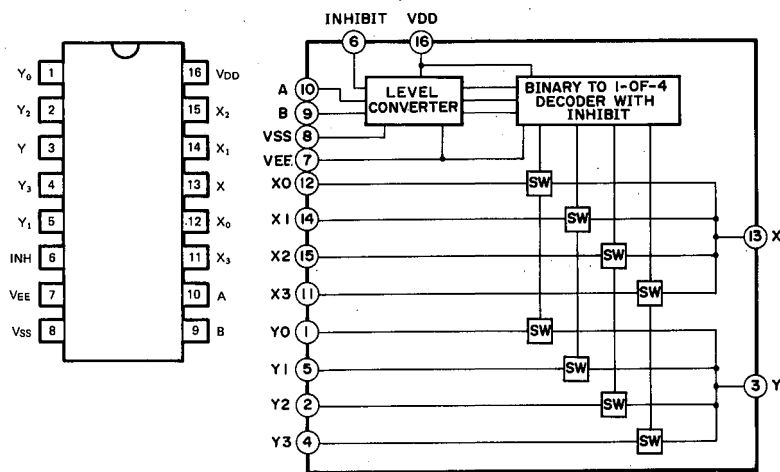 Y₀ 1
Y₂ 2
Y 3
Y₃ 4
Y₁ 5
INH 6
VEE 7
VSS 8
16 VDD
15 X₂
14 X₁
13 X
12 X₀
11 X₃
10 A
9 B
INHIBIT VDD
6 16
A 10
B 9
VSS 8
VEE 7
LEVEL
CONVERTER
BINARY TO 1-OF-4
DECODER WITH
INHIBIT
X0 12 SW
X1 14 SW
X2 15 SW
X3 11 SW
13 X
Y0 1 SW
Y1 5 SW
Y2 2 SW
Y3 4 SW
3 Y